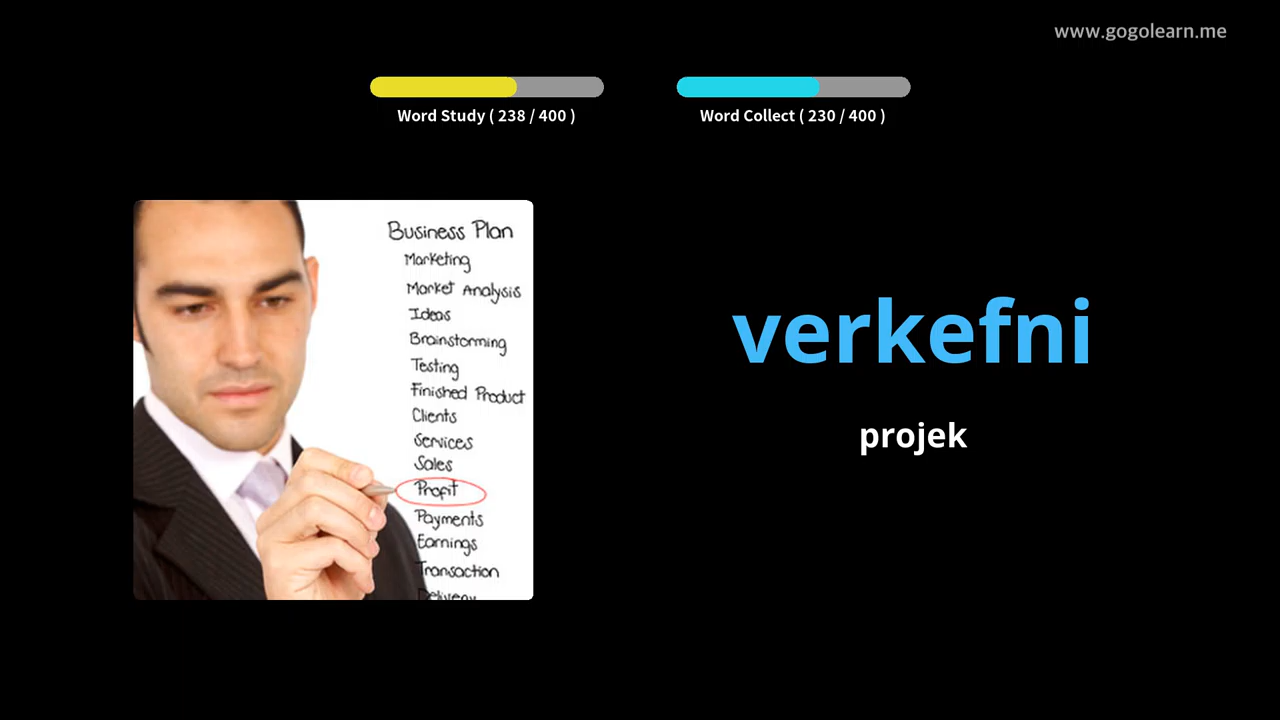 www.gogolearn.me
Word Study ( 238 / 400 )
Word Collect ( 230 / 400 )
Business Plan
Marketing
Market Analysis
Ideas
Brainstorming
Testing
Finished Product
Clients
Services
Sales
Profit
Payments
Earnings
Transaction
Delivery
verkefni
projek